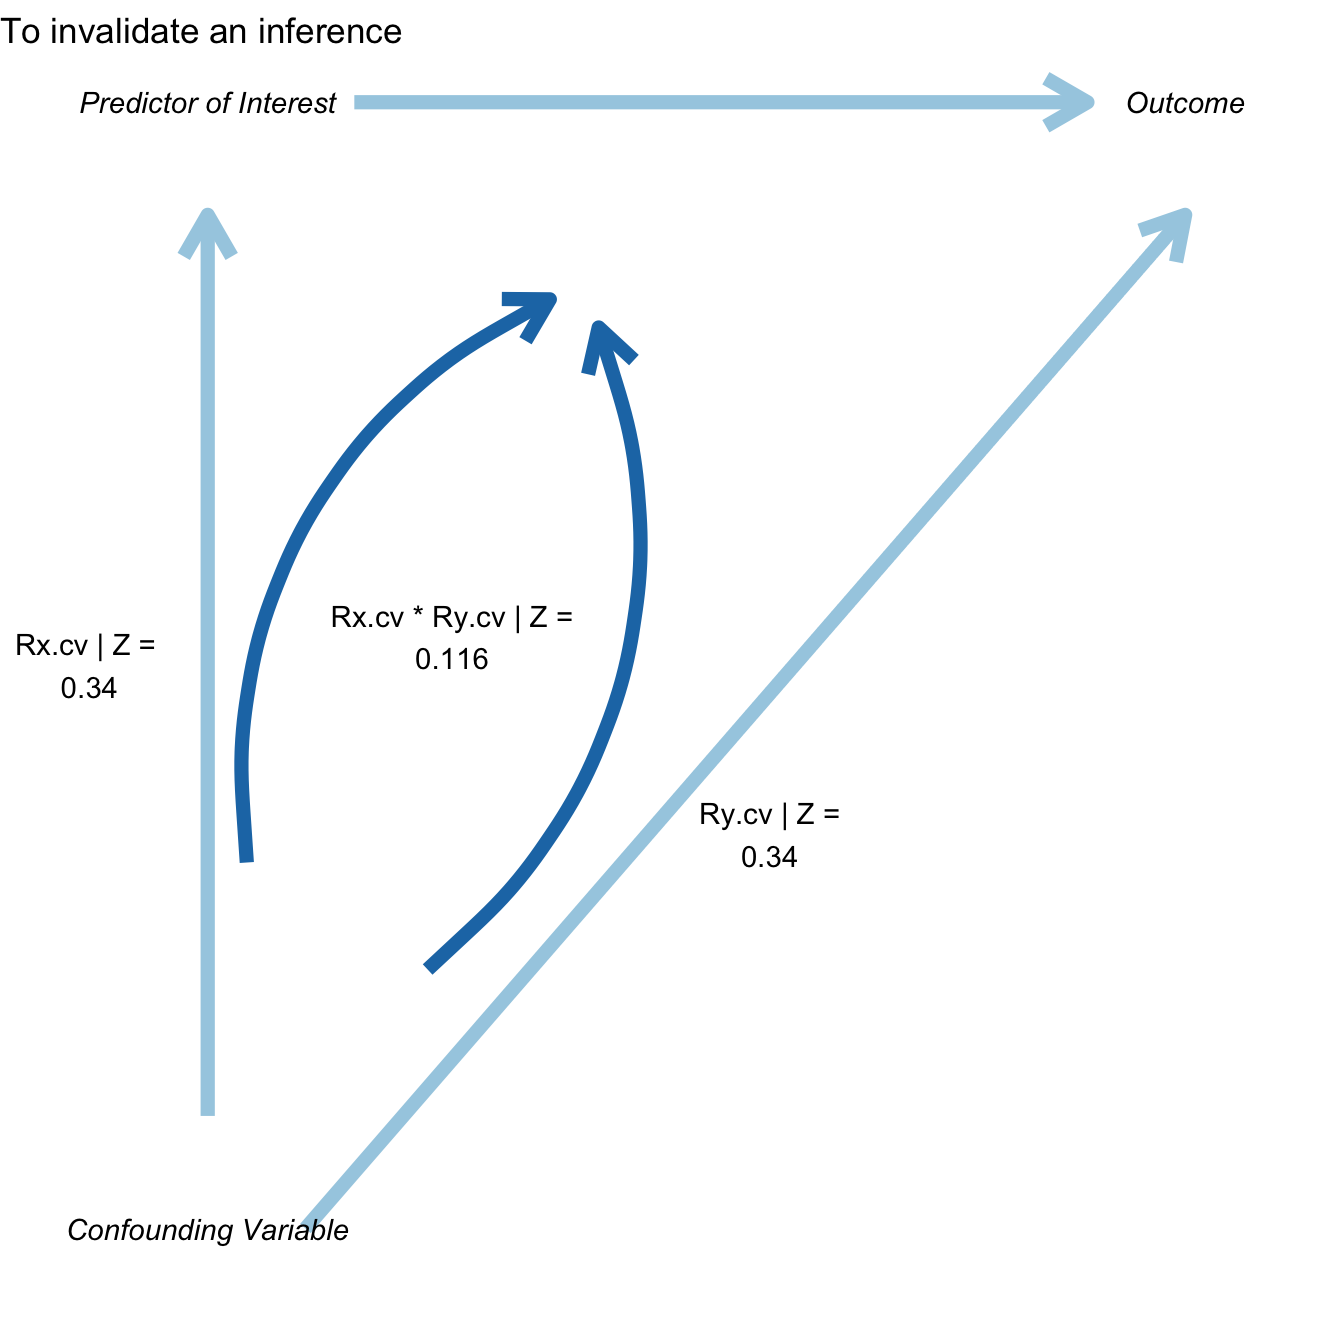 To invalidate an inference
Predictor of Interest
Outcome
Rx.cv * Ry.cv | Z =
0.116
Rx.cv | Z =
0.34
Ry.cv | Z =
0.34
Confounding Variable